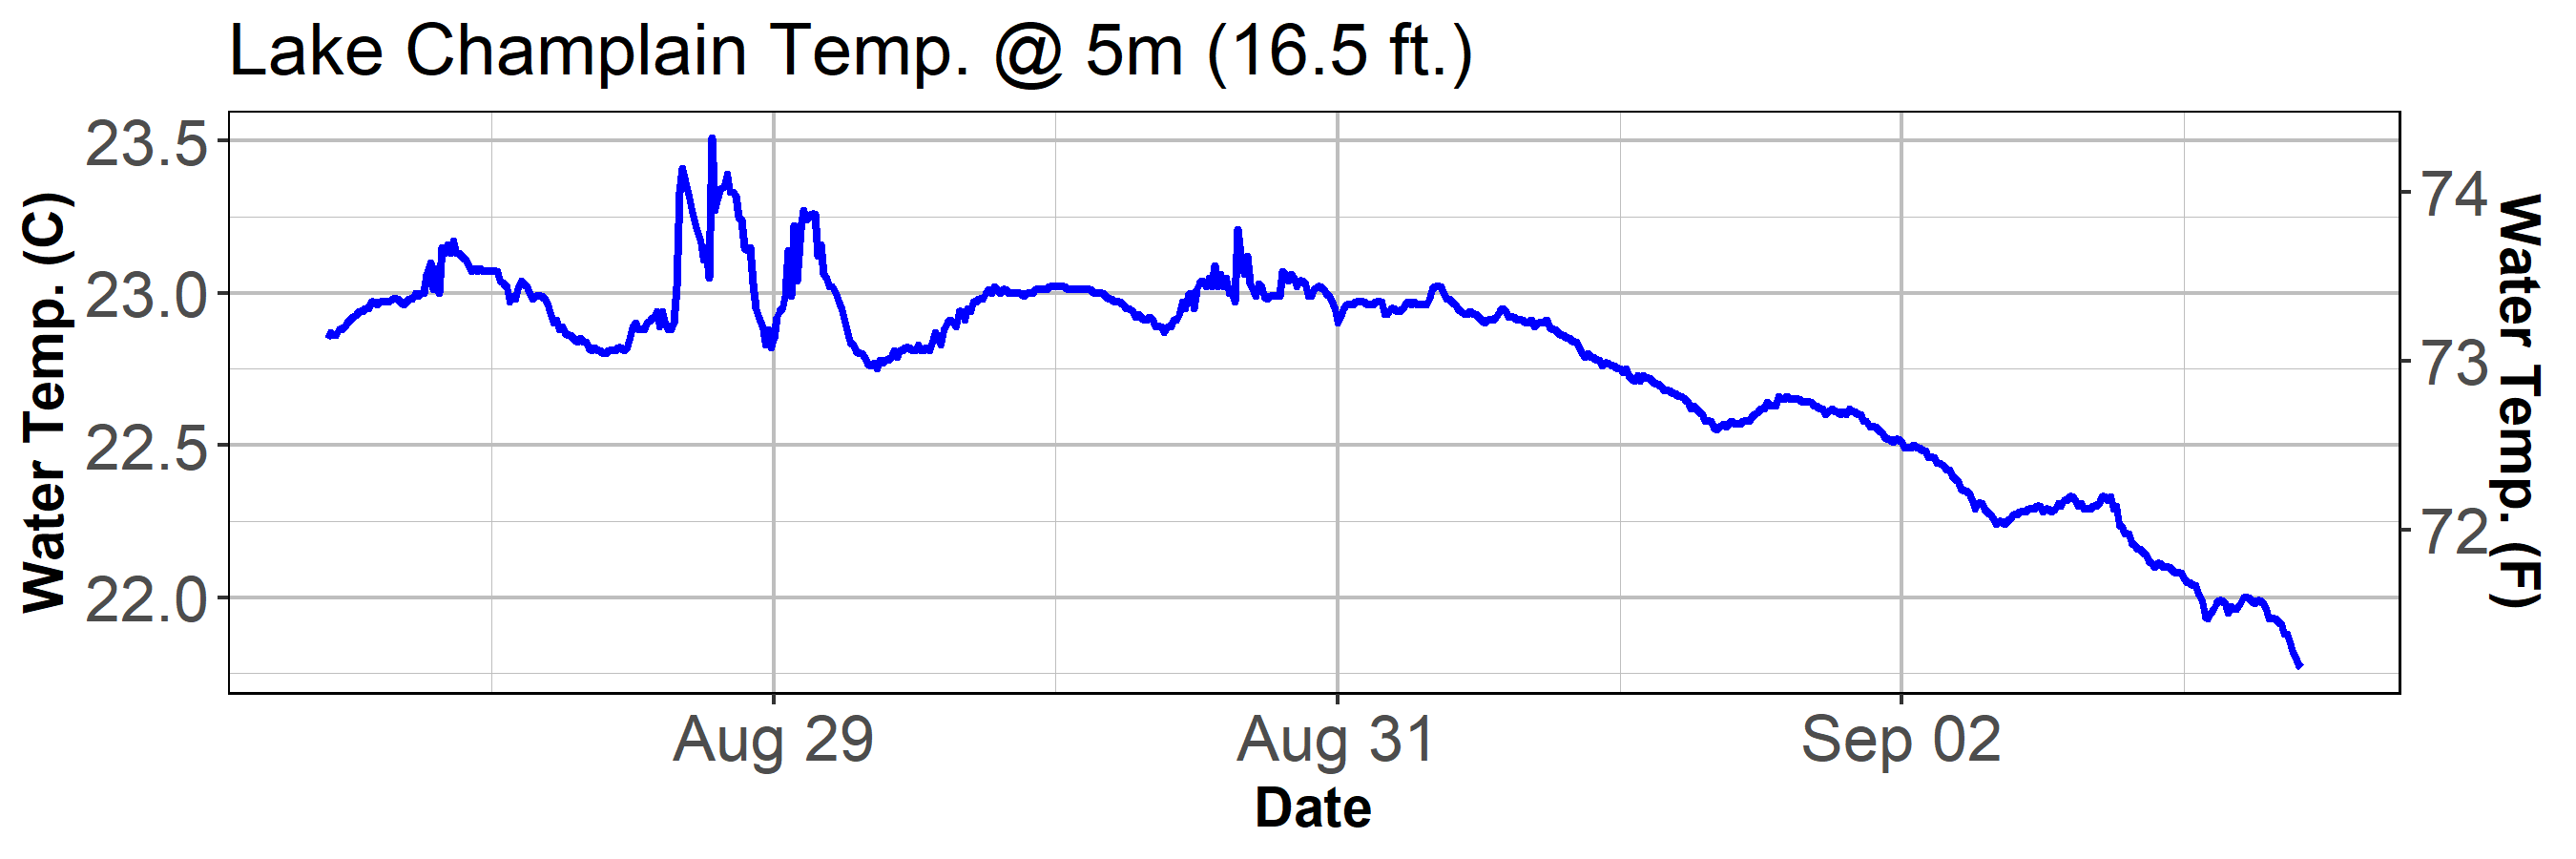 Lake Champlain Temp. @ 5m (16.5 ft.)
Water Temp. (C)
23.5
23.0
22.5
22.0
74
73
72
Water Temp. (F)
Aug 29
Aug 31
Sep 02
Date